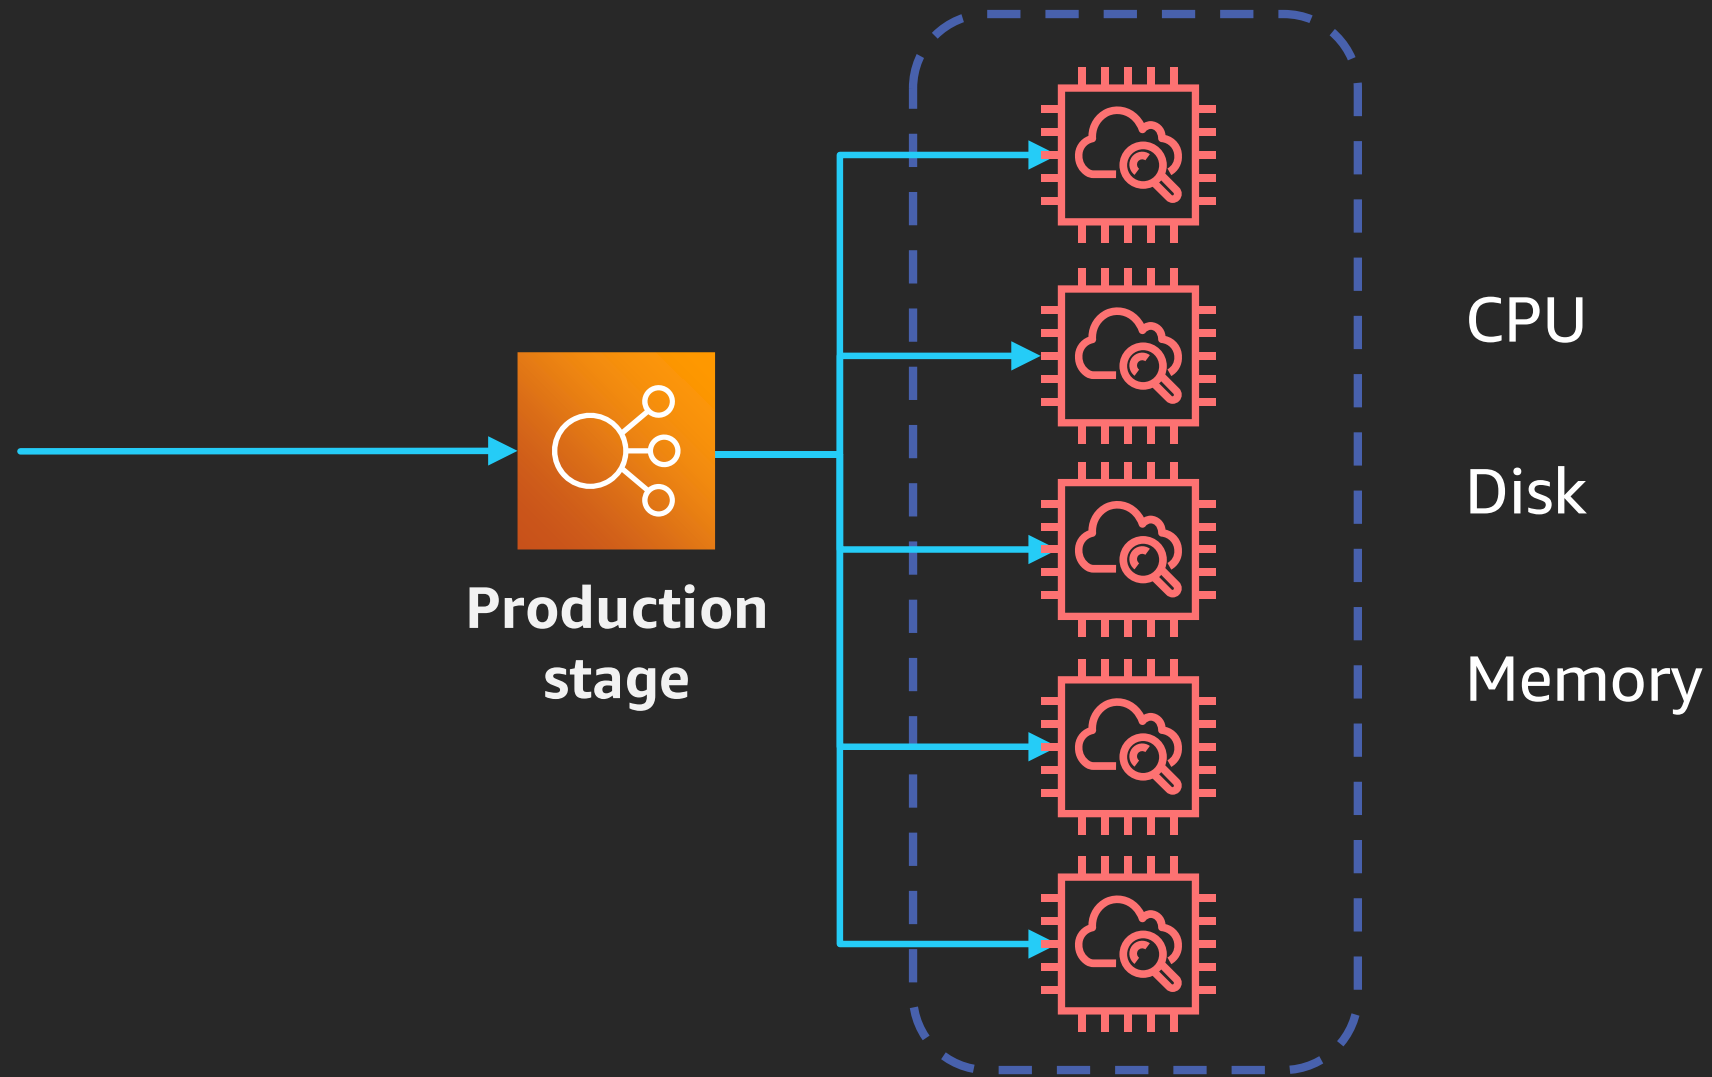 CPU
Disk
Production
stage
Memory